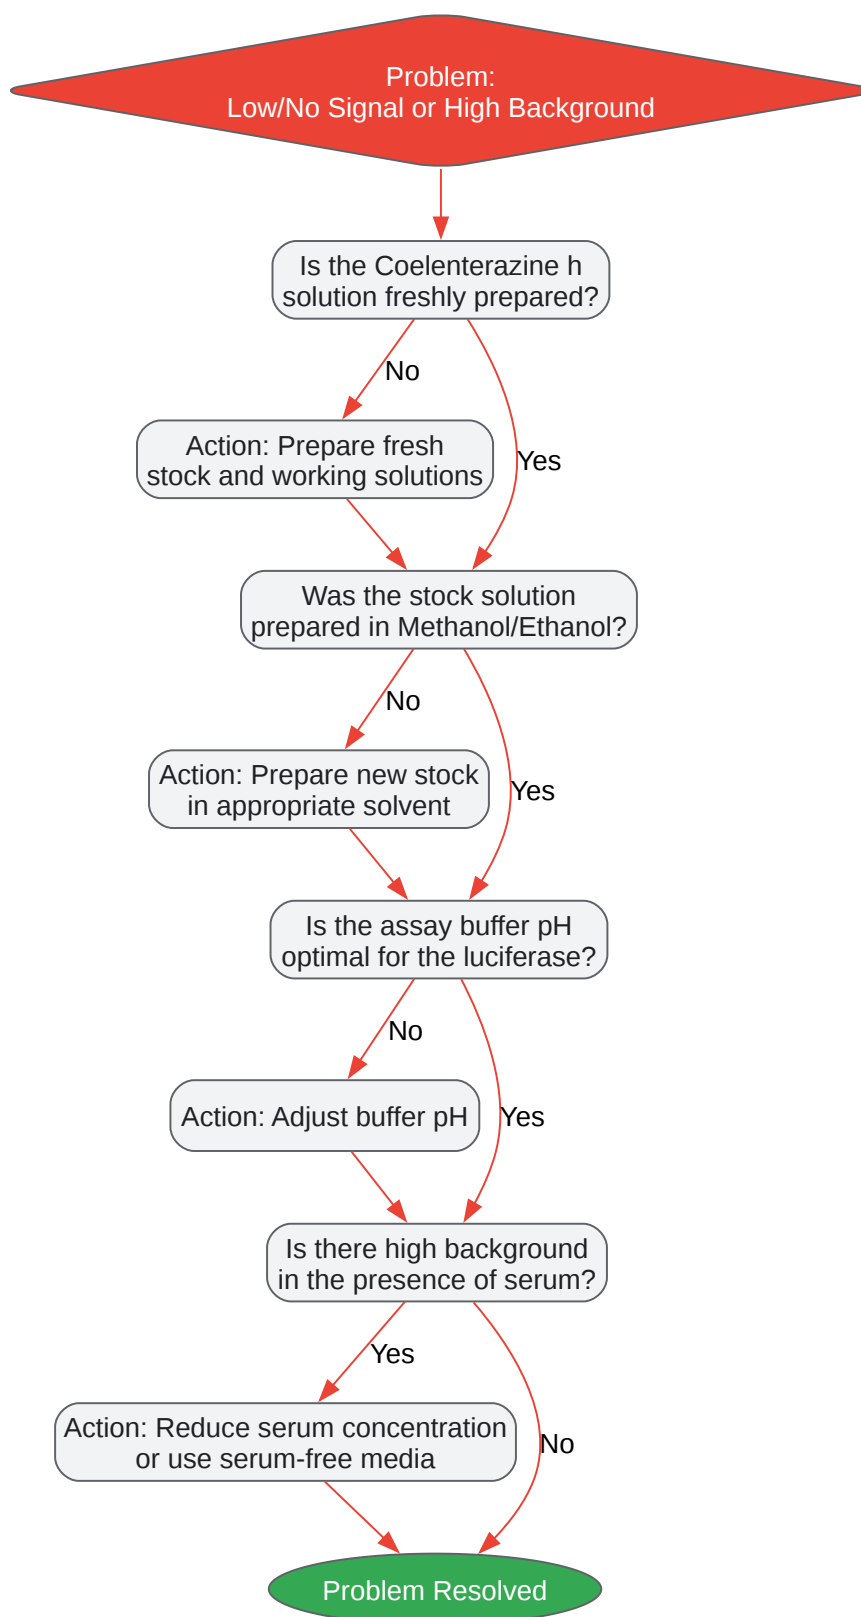 Problem:
Low/No Signal or High Background
Is the Coelenterazine h
solution freshly prepared?
No
Action: Prepare fresh
stock and working solutions
Yes
Was the stock solution
prepared in Methanol/Ethanol?
No
Action: Prepare new stock
in appropriate solvent
Yes
Is the assay buffer pH
optimal for the luciferase?
No
Action: Adjust buffer pH
Yes
Is there high background
in the presence of serum?
Yes
Action: Reduce serum concentration
or use serum-free media
No
Problem Resolved